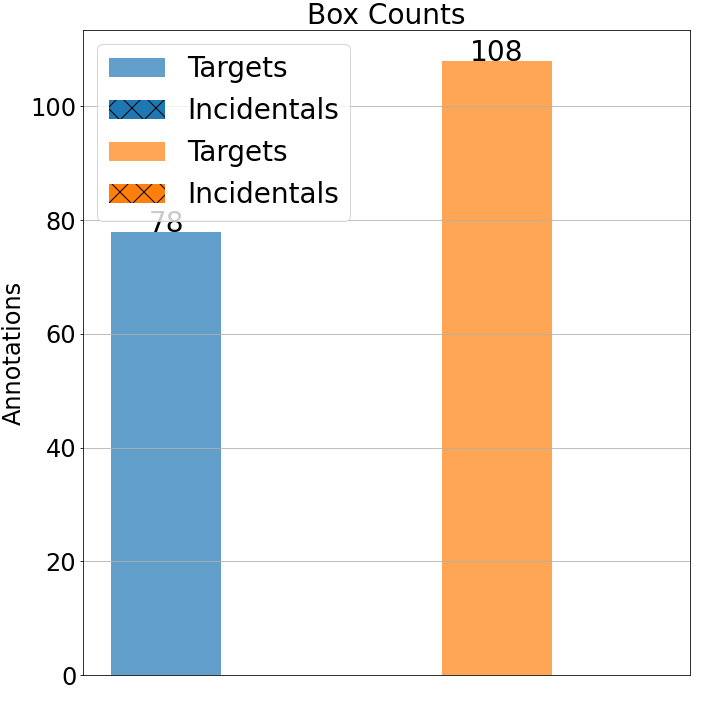 Box Counts
108
Targets
Incidentals
Targets
Incidentals
78
100
80
60
40
20
0
Annotations